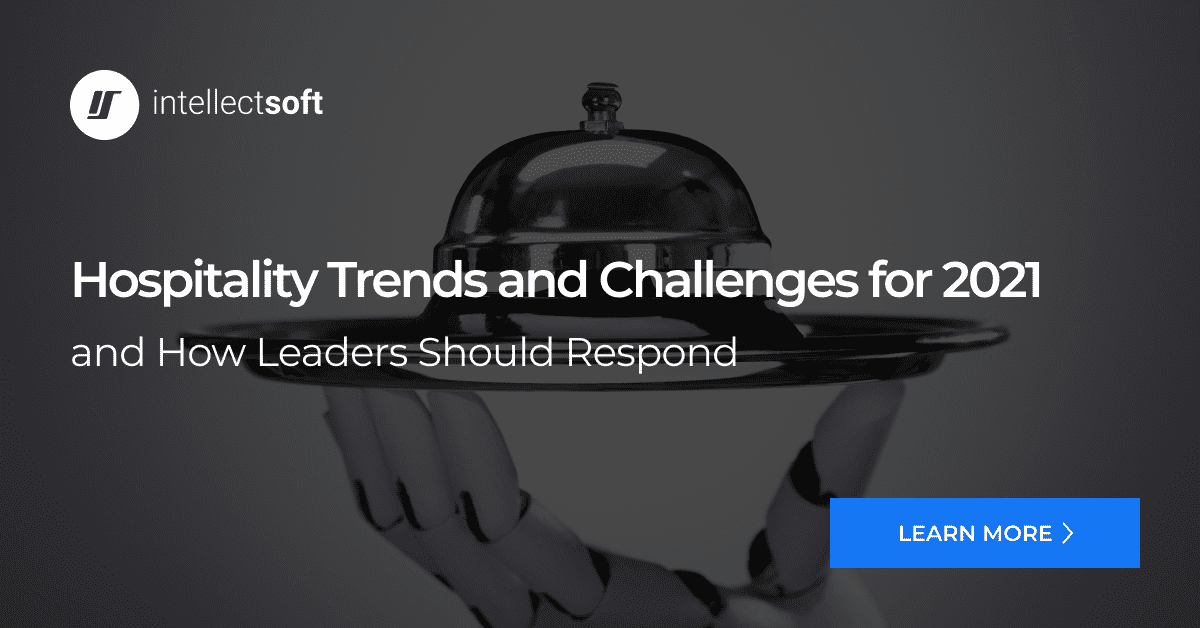 intellectsoft
Hospitality Trends and Challenges for 2021
and How Leaders Should Respond
LEARN MORE